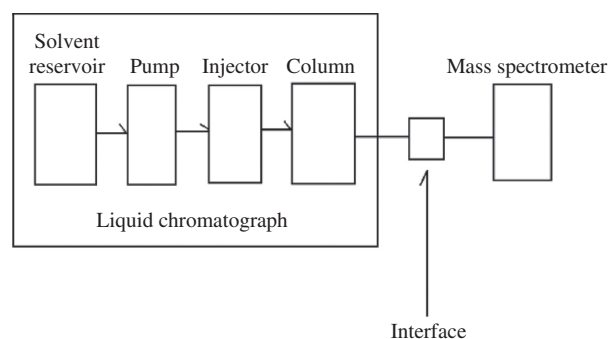 Solvent
reservoir
Pump
Injector
Column
Mass spectrometer
Liquid chromatograph
Interface